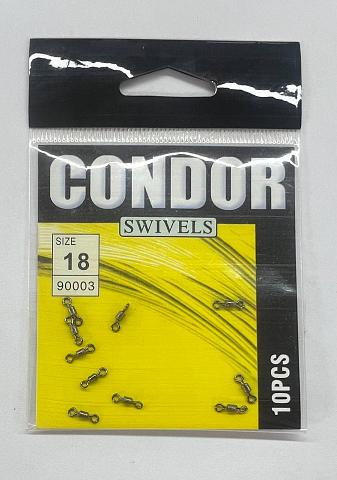 CONDOR
SWIVELS
SIZE
18
90003
10PCS